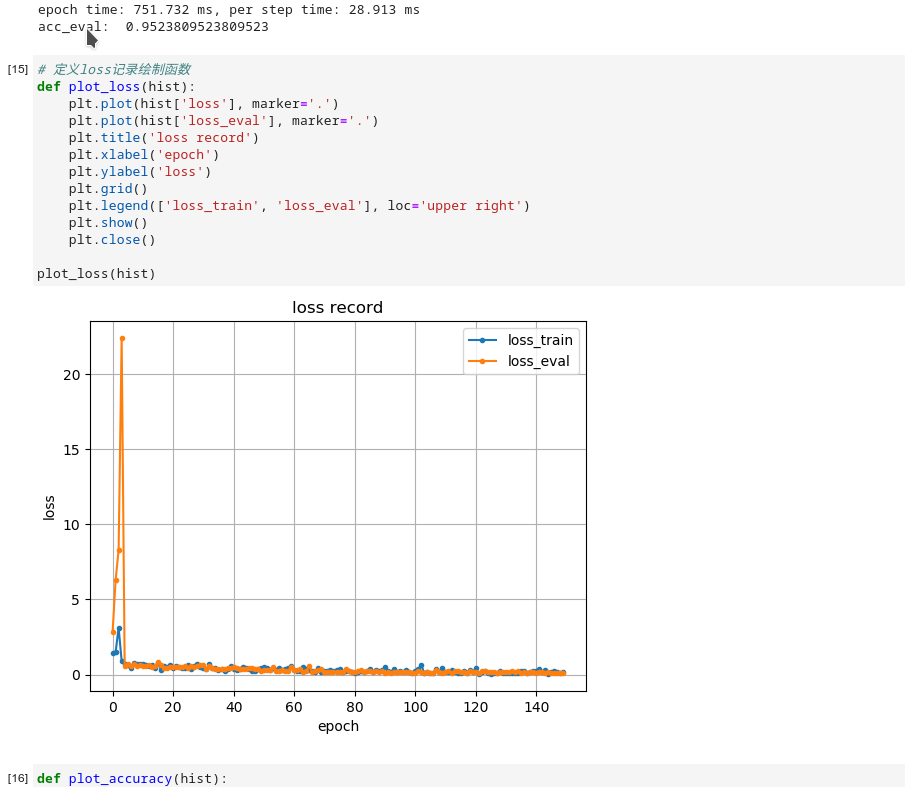 epoch time: 751.732 ms, per step time: 28.913 ms
acc_eval:  0.9523809523809523
[15] # 定义loss记录绘制函数
def plot_loss(hist):
    plt.plot(hist['loss'], marker='.')
    plt.plot(hist['loss_eval'], marker='.')
    plt.title('loss record')
    plt.xlabel('epoch')
    plt.ylabel('loss')
    plt.grid()
    plt.legend(['loss_train', 'loss_eval'], loc='upper right')
    plt.show()
    plt.close()
plot_loss(hist)
loss record
loss_train
loss_eval
20
15
10
5
0
loss
0 20 40 60 80 100 120 140
epoch
[16] def plot_accuracy(hist):